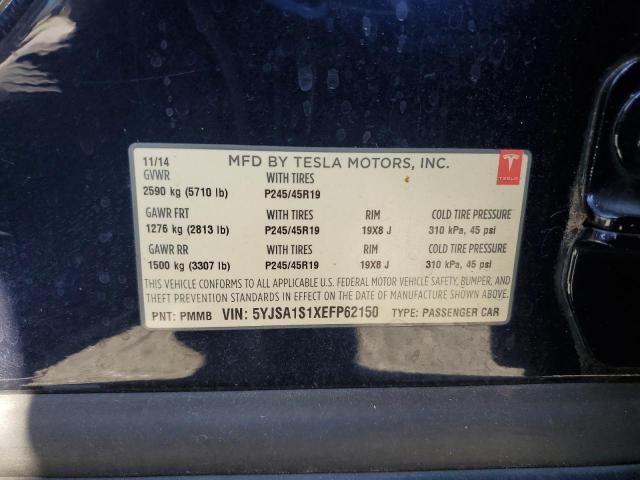 11/14 MFD BY TESLA MOTORS, INC.
GVWR WITH TIRES
2590 kg (5710 lb) P245/45R19
GAWR FRT WITH TIRES RIM COLD TIRE PRESSURE
1276 kg (2813 lb) P245/45R19 19X8 J 310 kPa, 45 psi
GAWR RR WITH TIRES RIM COLD TIRE PRESSURE
1500 kg (3307 lb) P245/45R19 19X8 J 310 kPa, 45 psi
THIS VEHICLE CONFORMS TO ALL APPLICABLE U.S. FEDERAL MOTOR VEHICLE SAFETY, BUMPER, AND
THEFT PREVENTION STANDARDS IN EFFECT ON THE DATE OF MANUFACTURE SHOWN ABOVE.
PNT: PMMB VIN: 5YJSA1S1XEFP62150 TYPE: PASSENGER CAR
TESLA